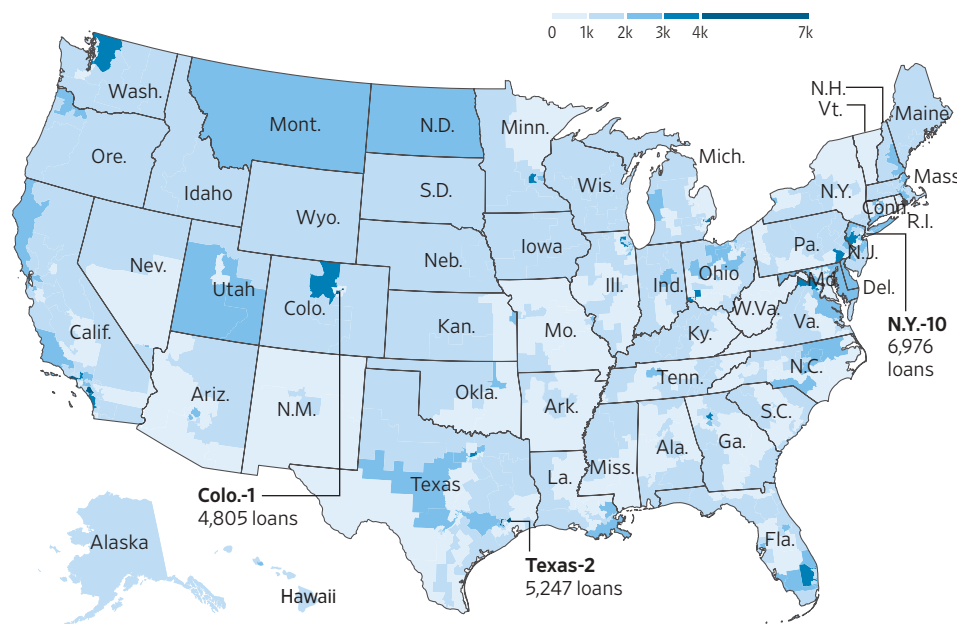 0 1k 2k 3k 4k 7k
Wash.
Mont.
N.D.
Minn.
N.H.
Vt.
Maine
Ore.
Idaho
S.D.
Wis.
Mich.
N.Y.
Mass
Conn.
R.I.
Wyo.
Iowa
Pa.
N.J.
Nev.
Utah
Colo.
Neb.
Ill.
Ind.
Ohio
Md.
Del.
Calif.
Kan.
Mo.
Ky.
W.Va.
Va.
N.Y.-10
6,976
loans
Ariz.
N.M.
Okla.
Ark.
Tenn.
N.C.
S.C.
Texas
La.
Miss.
Ala.
Ga.
Colo.-1
4,805 loans
Alaska
Hawaii
Texas-2
5,247 loans
Fla.